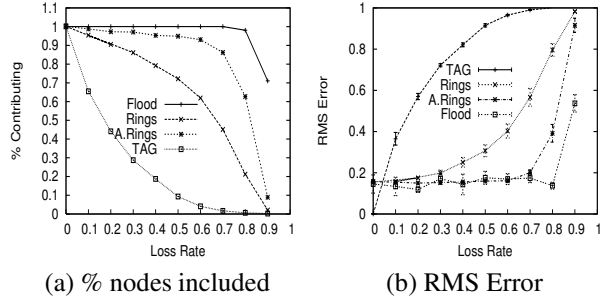 % Contributing
1.1
1
0.9
0.8
0.7
0.6
0.5
0.4
0.3
0.2
0.1
0
Flood
Rings
A.Rings
TAG
0 0.1 0.2 0.3 0.4 0.5 0.6 0.7 0.8 0.9 1
Loss Rate
(a) % nodes included
RMS Error
1
0.8
0.6
0.4
0.2
0
TAG
Rings
A.Rings
Flood
0 0.1 0.2 0.3 0.4 0.5 0.6 0.7 0.8 0.9 1
Loss Rate
(b) RMS Error